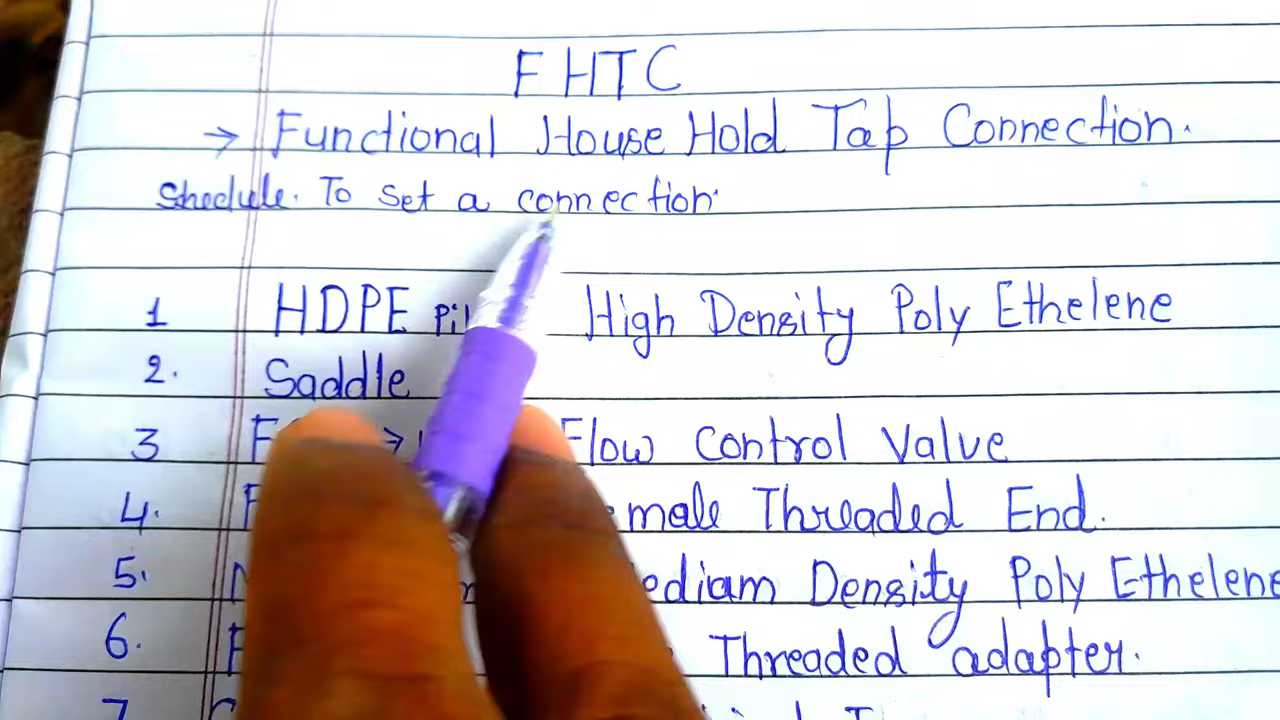 FHTC
→ Functional House Hold Tap Connection.
Shedule. To set a connection.
1 HDPE High Density Poly Ethelene
2. Saddle
3 Flow Control Valve
4. Threaded End.
5. Density Poly Ethelene
6. Threaded adapter.
7